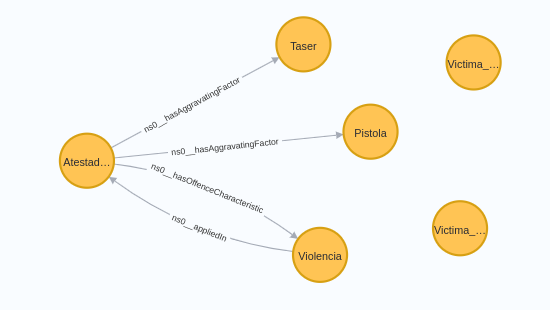 Taser
Victima_…
ns0__hasAggravatingFactor
Pistola
ns0__hasAggravatingFactor
Atestad…
ns0__hasOffenceCharacteristic
ns0__appliedIn
Victima_…
Violencia